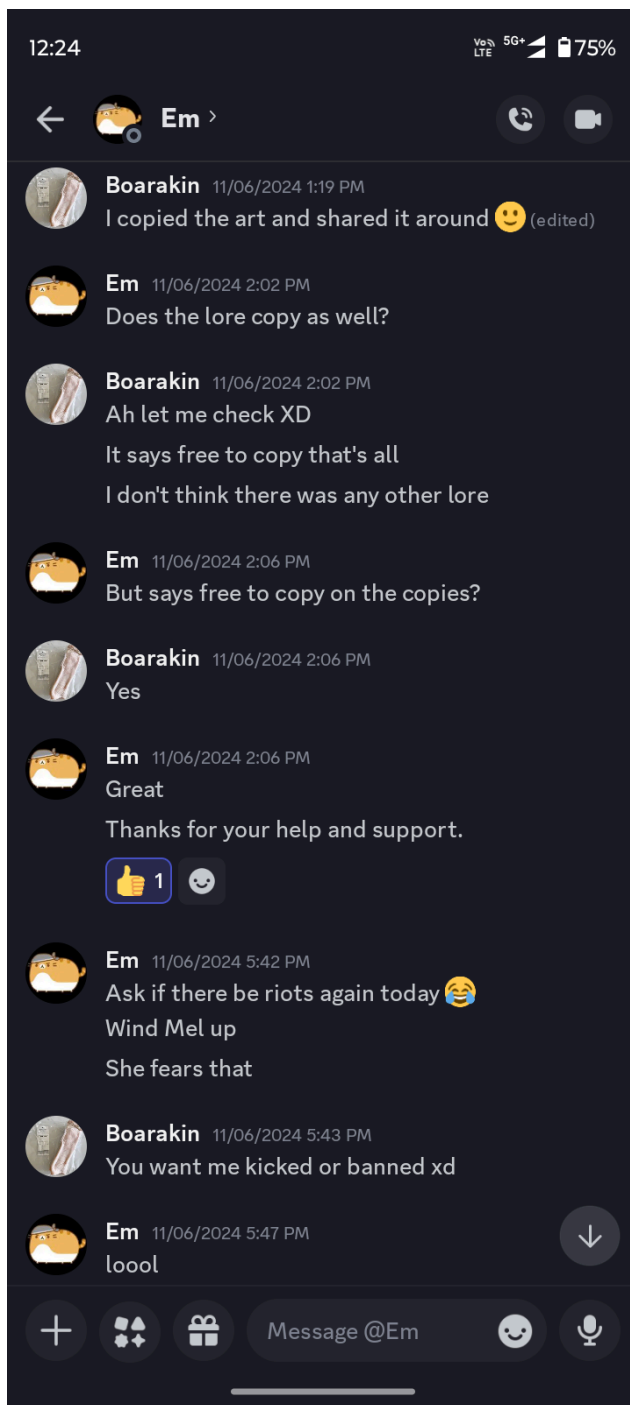 12:24
Vo LTE 5G+ 75%
Em
Boarakin 11/06/2024 1:19 PM
I copied the art and shared it around 🙂 (edited)
Em 11/06/2024 2:02 PM
Does the lore copy as well?
Boarakin 11/06/2024 2:02 PM
Ah let me check XD
It says free to copy that's all
I don't think there was any other lore
Em 11/06/2024 2:06 PM
But says free to copy on the copies?
Boarakin 11/06/2024 2:06 PM
Yes
Em 11/06/2024 2:06 PM
Great
Thanks for your help and support.
👍 1
Em 11/06/2024 5:42 PM
Ask if there be riots again today 😂
Wind Mel up
She fears that
Boarakin 11/06/2024 5:43 PM
You want me kicked or banned xd
Em 11/06/2024 5:47 PM
loool
Message @Em